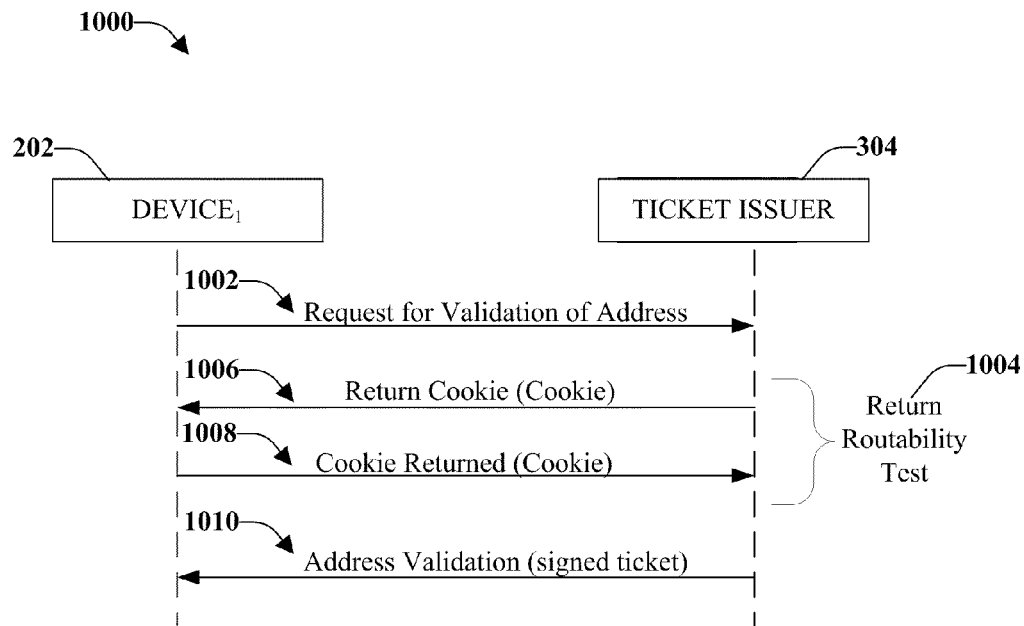 1000
202
304
DEVICE₁
TICKET ISSUER
1002
Request for Validation of Address
1006
1004
Return Cookie (Cookie)
Return
Routability
Test
1008
Cookie Returned (Cookie)
1010
Address Validation (signed ticket)